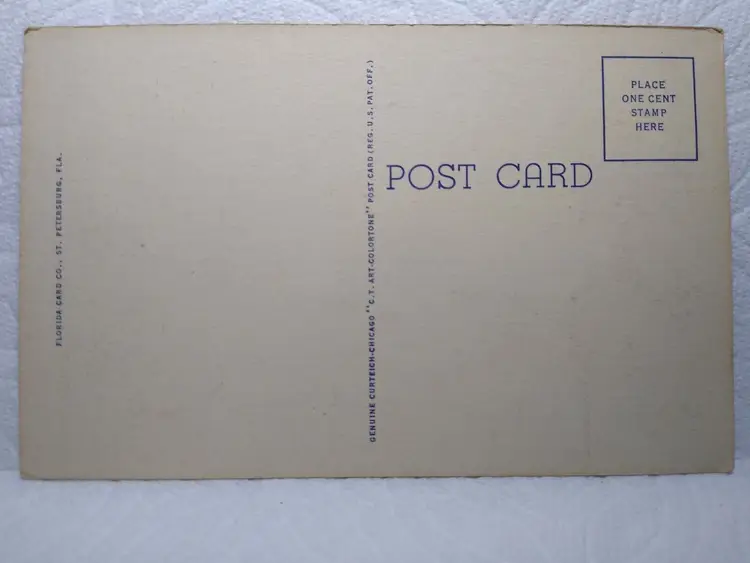 FLORIDA CARD CO., ST. PETERSBURG, FLA.
GENUINE CURTEICH-CHICAGO "C.T. ART-COLORTONE" POST CARD (REG. U.S. PAT. OFF.)
POST CARD
PLACE
ONE CENT
STAMP
HERE